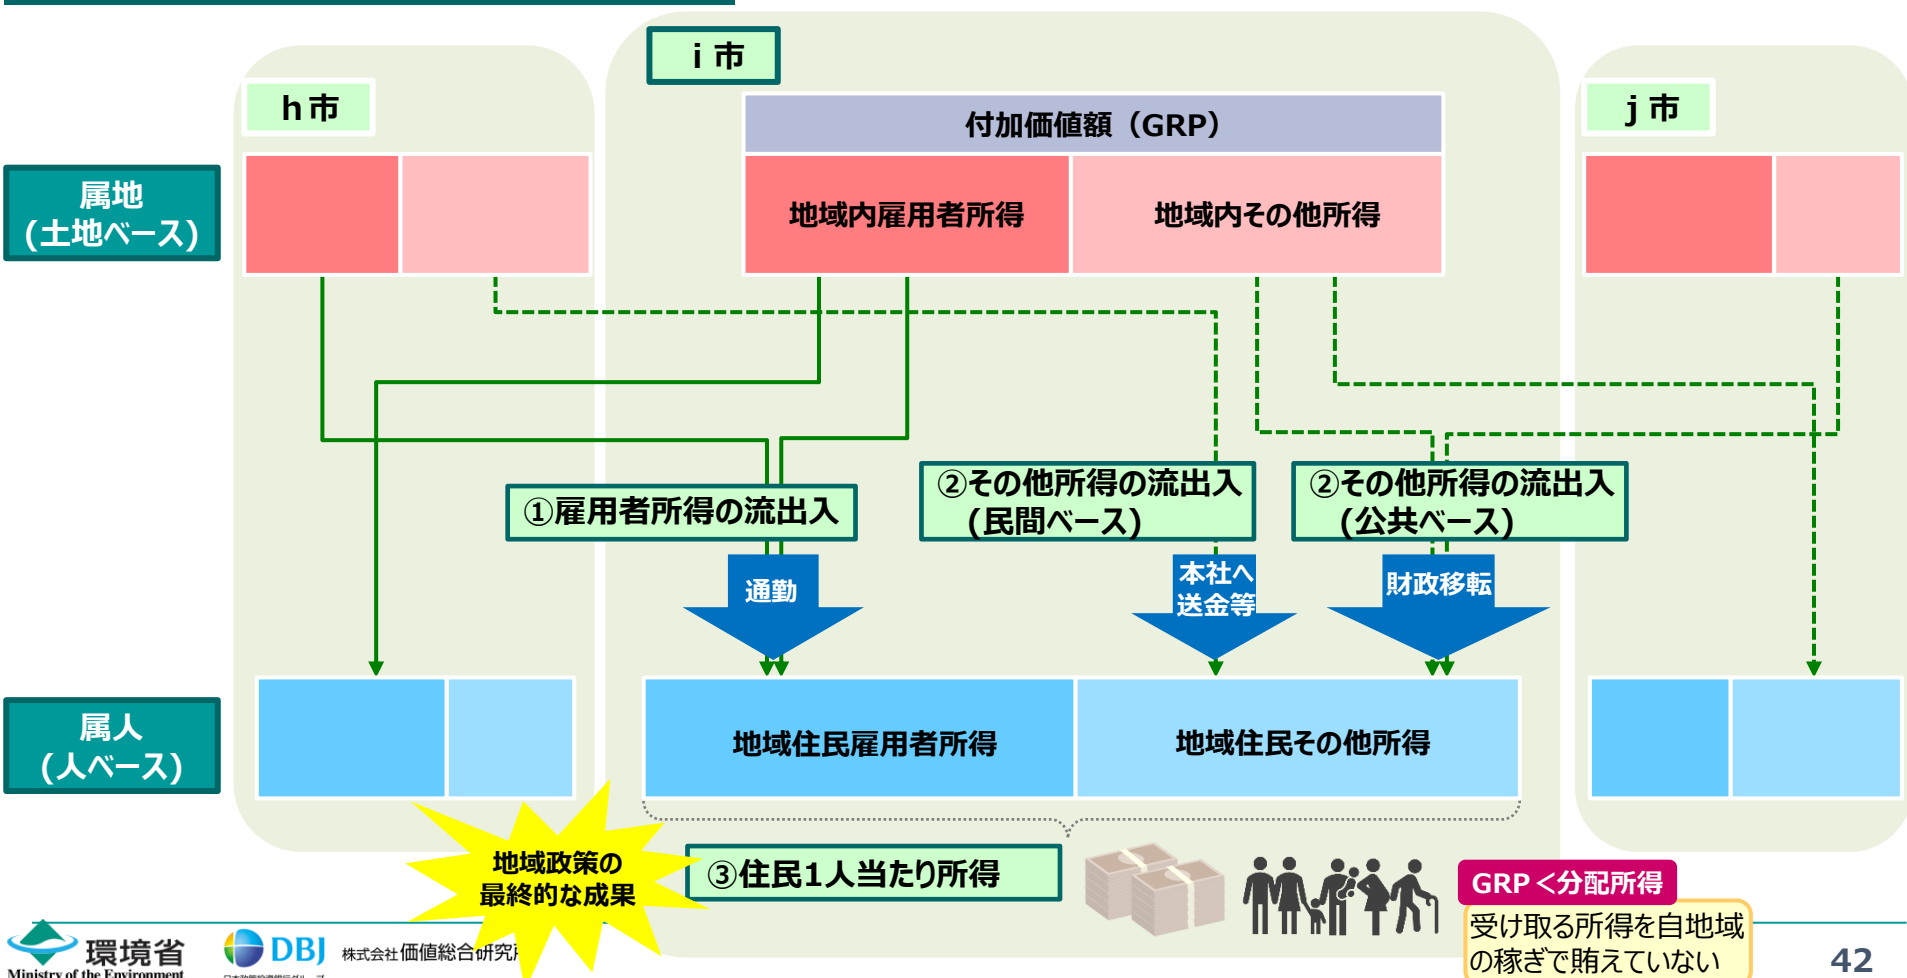 i 市
h市
j 市
付加価値額（GRP）
属地
(土地ベース)
地域内雇用者所得
地域内その他所得
①雇用者所得の流出入
②その他所得の流出入
(民間ベース)
②その他所得の流出入
(公共ベース)
通勤
本社へ
送金等
財政移転
属人
(人ベース)
地域住民雇用者所得
地域住民その他所得
地域政策の
最終的な成果
③住民1人当たり所得
GRP＜分配所得
受け取る所得を自地域
の稼ぎで賄えていない
環境省
Ministry of the Environment
DBJ
株式会社価値総合研究
42